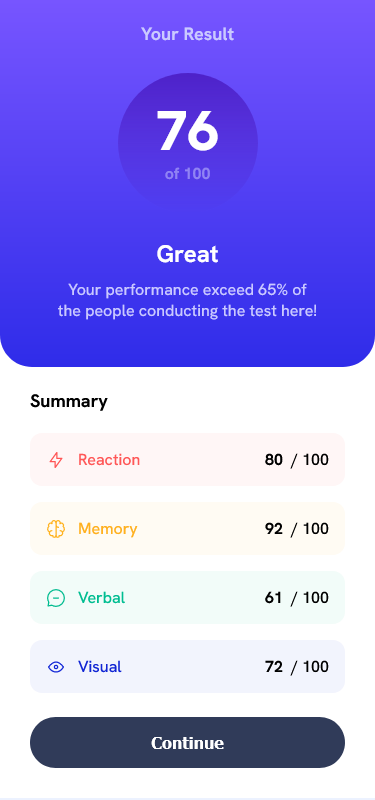 Your Result
76
of 100
Great
Your performance exceed 65% of
the people conducting the test here!
Summary
Reaction 80 / 100
Memory 92 / 100
Verbal 61 / 100
Visual 72 / 100
Continue